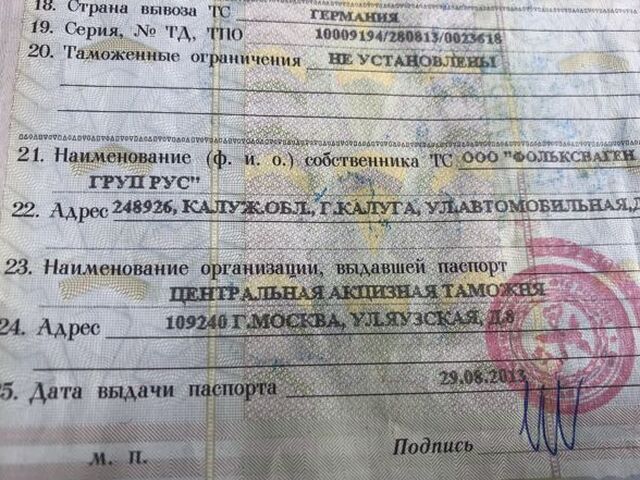 18. Страна вывоза ТС ГЕРМАНИЯ
19. Серия, № ТД, ТПО 10009194/280813/0023618
20. Таможенные ограничения НЕ УСТАНОВЛЕНЫ
21. Наименование (ф. и. о.) собственника ТС ООО "ФОЛЬКСВАГЕН
ГРУП РУС"
22. Адрес 248926, КАЛУЖ.ОБЛ., Г.КАЛУГА, УЛ.АВТОМОБИЛЬНАЯ,Д
23. Наименование организации, выдавшей паспорт
ЦЕНТРАЛЬНАЯ АКЦИЗНАЯ ТАМОЖНЯ
24. Адрес 109240 Г.МОСКВА, УЛ.ЯУЗСКАЯ, Д.8
25. Дата выдачи паспорта 29.08.2013
Подпись
М. П.